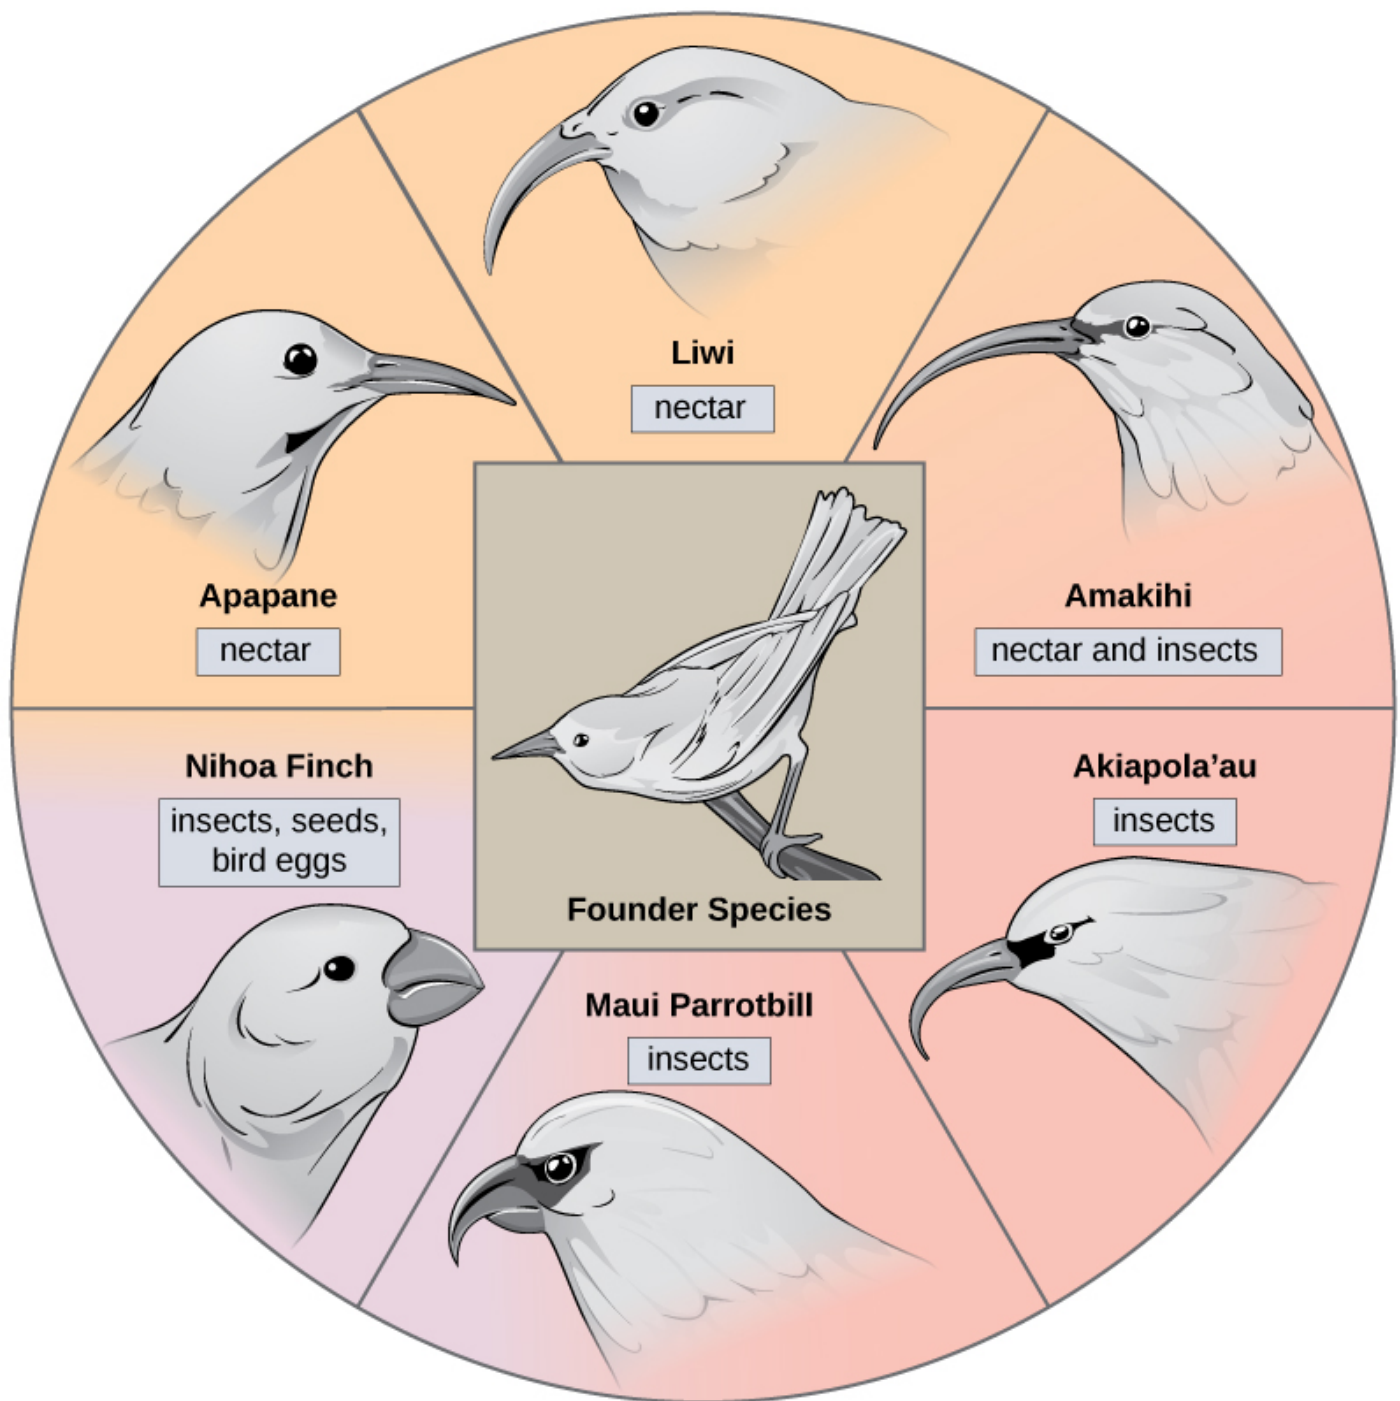 Liwi
nectar
Apapane
nectar
Amakihi
nectar and insects
Nihoa Finch
insects, seeds,
bird eggs
Akiapola’au
insects
Founder Species
Maui Parrotbill
insects